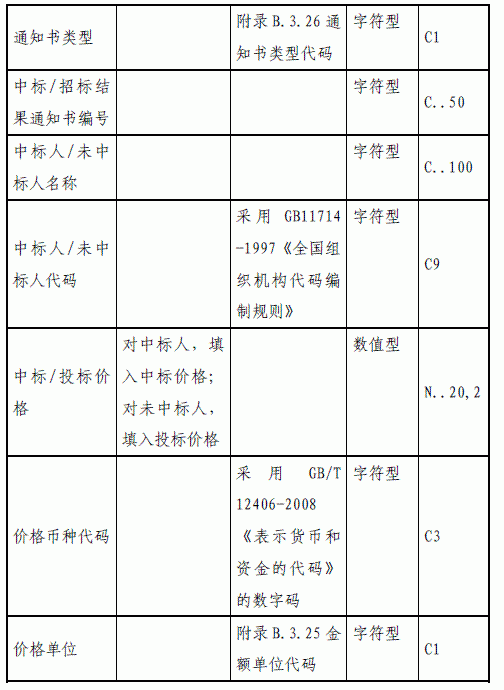 通知书类型
附录 B.3.26 通
知书类型代码
字符型
C1
中标/招标结
果通知书编号
字符型
C..50
中标人/未中
标人名称
字符型
C..100
中标人/未中
标人代码
采用 GB11714
-1997《全国组
织机构代码编
制规则》
字符型
C9
中标/投标价
格
对中标人，填
入中标价格；
对未中标人，
填入投标价格
数值型
N..20,2
价格币种代码
采用 GB/T
12406-2008
《表示货币和
资金的代码》
的数字码
字符型
C3
价格单位
附录 B.3.25 金
额单位代码
字符型
C1